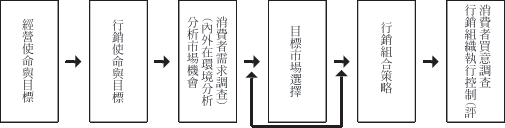 經營使命與目標
行銷使命與目標
分析市場機會
（內外在環境分析
消費者需求調查）
目標市場選擇
行銷組合策略
行銷組織執行控制（評
消費者買意調查